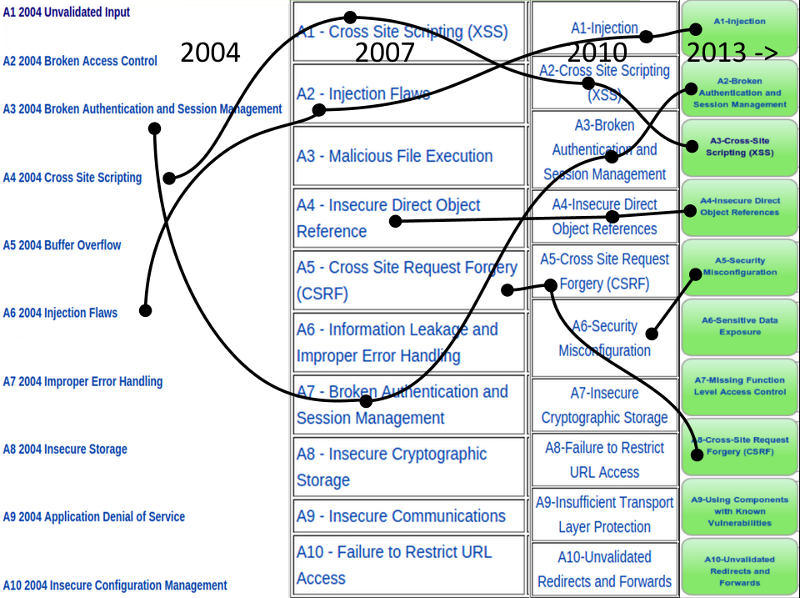 2004
2007
2010
2013 ->
A1 2004 Unvalidated Input
A2 2004 Broken Access Control
A3 2004 Broken Authentication and Session Management
A4 2004 Cross Site Scripting
A5 2004 Buffer Overflow
A6 2004 Injection Flaws
A7 2004 Improper Error Handling
A8 2004 Insecure Storage
A9 2004 Application Denial of Service
A10 2004 Insecure Configuration Management
A1 - Cross Site Scripting (XSS)
A2 - Injection Flaws
A3 - Malicious File Execution
A4 - Insecure Direct Object
Reference
A5 - Cross Site Request Forgery
(CSRF)
A6 - Information Leakage and
Improper Error Handling
A7 - Broken Authentication and
Session Management
A8 - Insecure Cryptographic
Storage
A9 - Insecure Communications
A10 - Failure to Restrict URL
Access
A1-Injection
A2-Cross Site Scripting
(XSS)
A3-Broken
Authentication and
Session Management
A4-Insecure Direct
Object References
A5-Cross Site Request
Forgery (CSRF)
A6-Security
Misconfiguration
A7-Insecure
Cryptographic Storage
A8-Failure to Restrict
URL Access
A9-Insufficient Transport
Layer Protection
A10-Unvalidated
Redirects and Forwards
A1-Injection
A2-Broken
Authentication and
Session Management
A3-Cross-Site
Scripting (XSS)
A4-Insecure Direct
Object References
A5-Security
Misconfiguration
A6-Sensitive Data
Exposure
A7-Missing Function
Level Access Control
A8-Cross-Site Request
Forgery (CSRF)
A9-Using Components
with Known
Vulnerabilities
A10-Unvalidated
Redirects and
Forwards